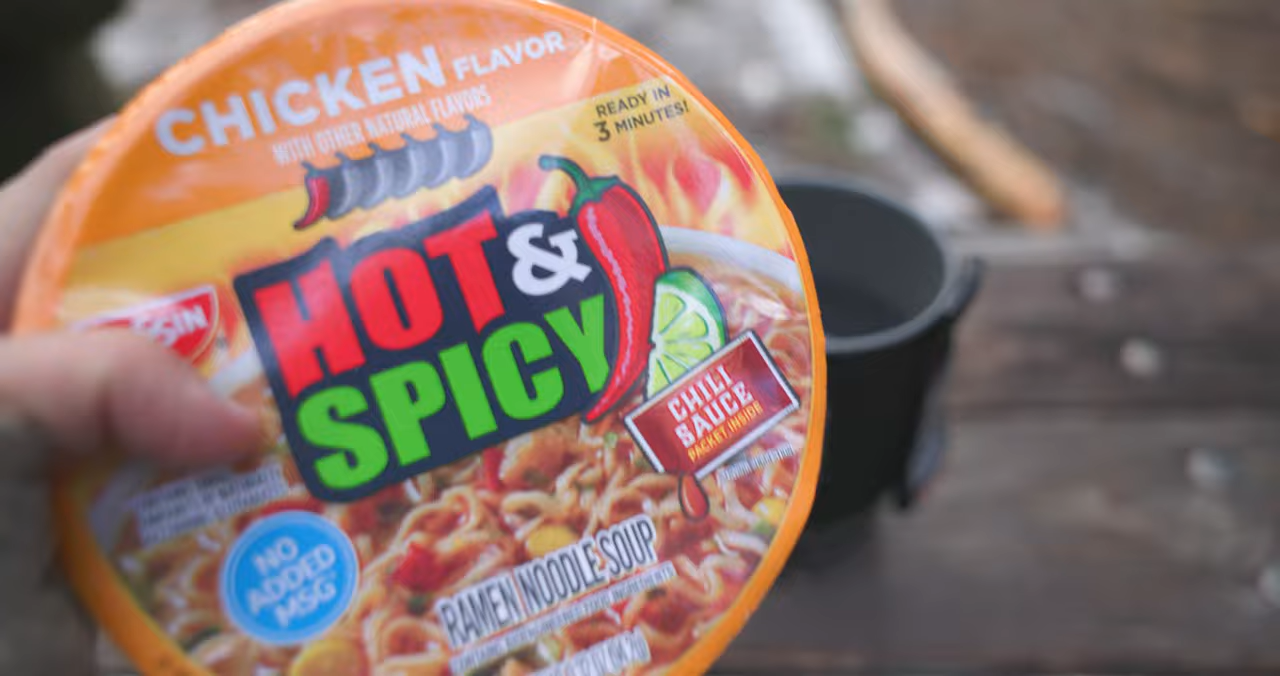 CHICKEN FLAVOR
WITH OTHER NATURAL FLAVORS
READY IN
3 MINUTES!
HOT &
SPICY
CHILI
SAUCE
PACKET INSIDE
NO
ADDED
MSG
RAMEN NOODLE SOUP